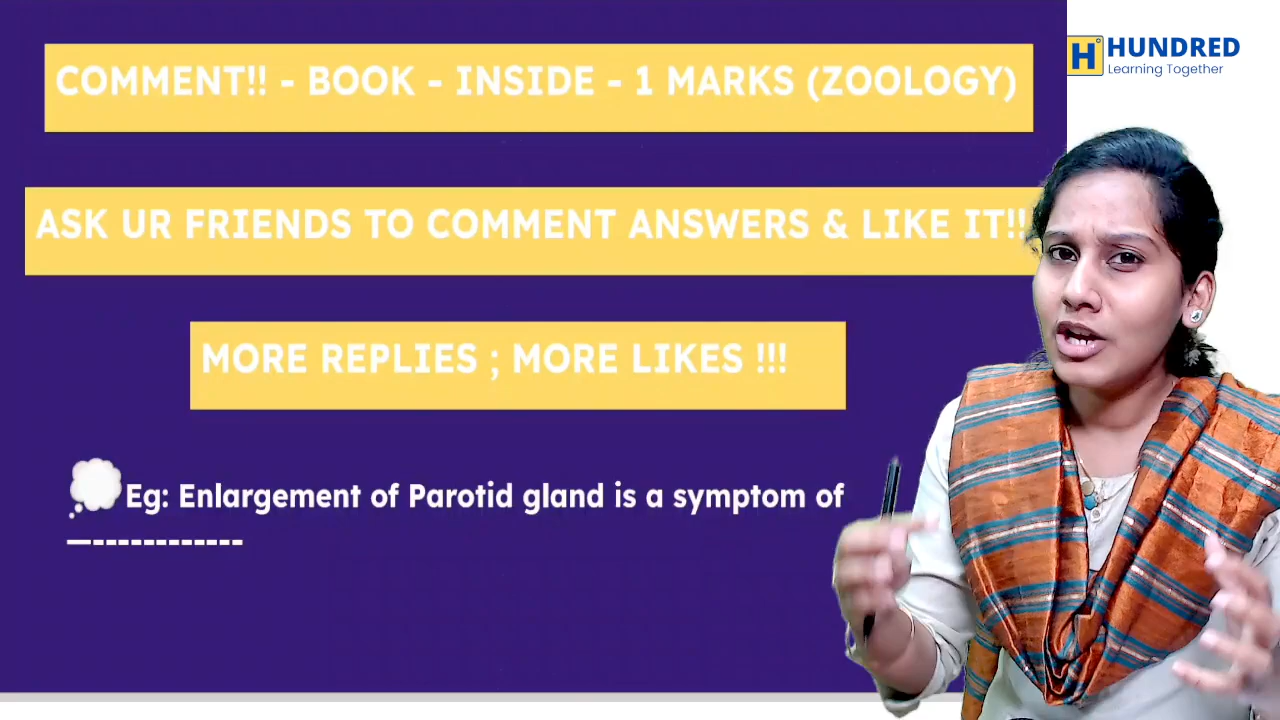 COMMENT!! - BOOK - INSIDE - 1 MARKS (ZOOLOGY)
H HUNDRED
Learning Together
ASK UR FRIENDS TO COMMENT ANSWERS & LIKE IT!!
MORE REPLIES ; MORE LIKES !!!
Eg: Enlargement of Parotid gland is a symptom of
—------------